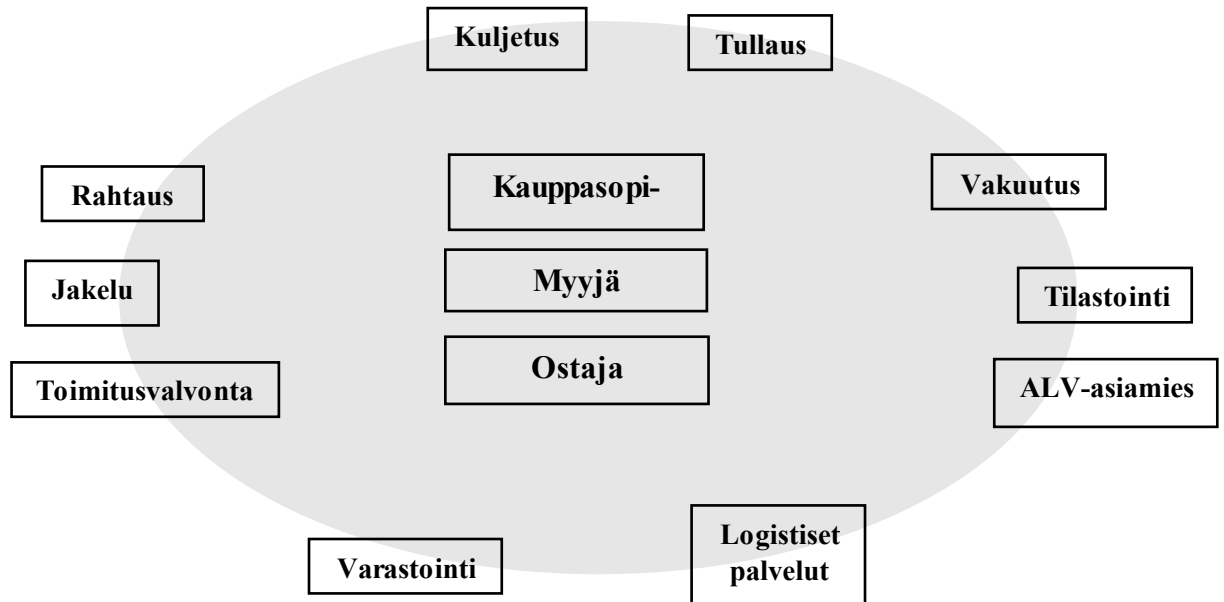 Kuljetus
Tullaus
Kauppasopi-
Rahtaus
Vakuutus
Myyjä
Jakelu
Tilastointi
Ostaja
Toimitusvalvonta
ALV-asiamies
Logistiset
palvelut
Varastointi